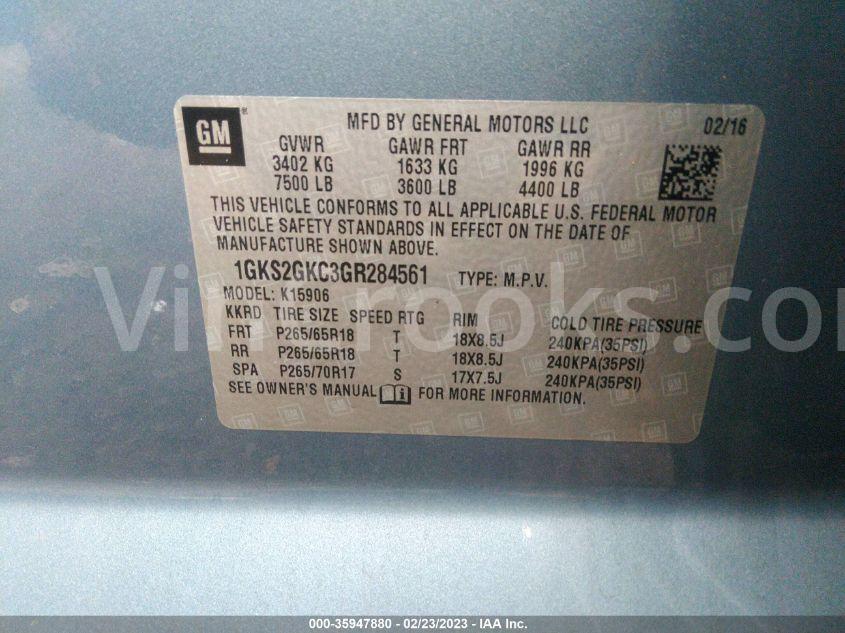 GM
MFD BY GENERAL MOTORS LLC 02/16
GVWR GAWR FRT GAWR RR
3402 KG 1633 KG 1996 KG
7500 LB 3600 LB 4400 LB
THIS VEHICLE CONFORMS TO ALL APPLICABLE U.S. FEDERAL MOTOR
VEHICLE SAFETY STANDARDS IN EFFECT ON THE DATE OF
MANUFACTURE SHOWN ABOVE.
1GKS2GKC3GR284561 TYPE: M.P.V.
MODEL: K15906
KKRD TIRE SIZE SPEED RTG RIM COLD TIRE PRESSURE
FRT P265/65R18 T 18X8.5J 240KPA(35PSI)
RR P265/65R18 T 18X8.5J 240KPA(35PSI)
SPA P265/70R17 S 17X7.5J 240KPA(35PSI)
SEE OWNER'S MANUAL FOR MORE INFORMATION.
000-35947880 - 02/23/2023 - IAA Inc.